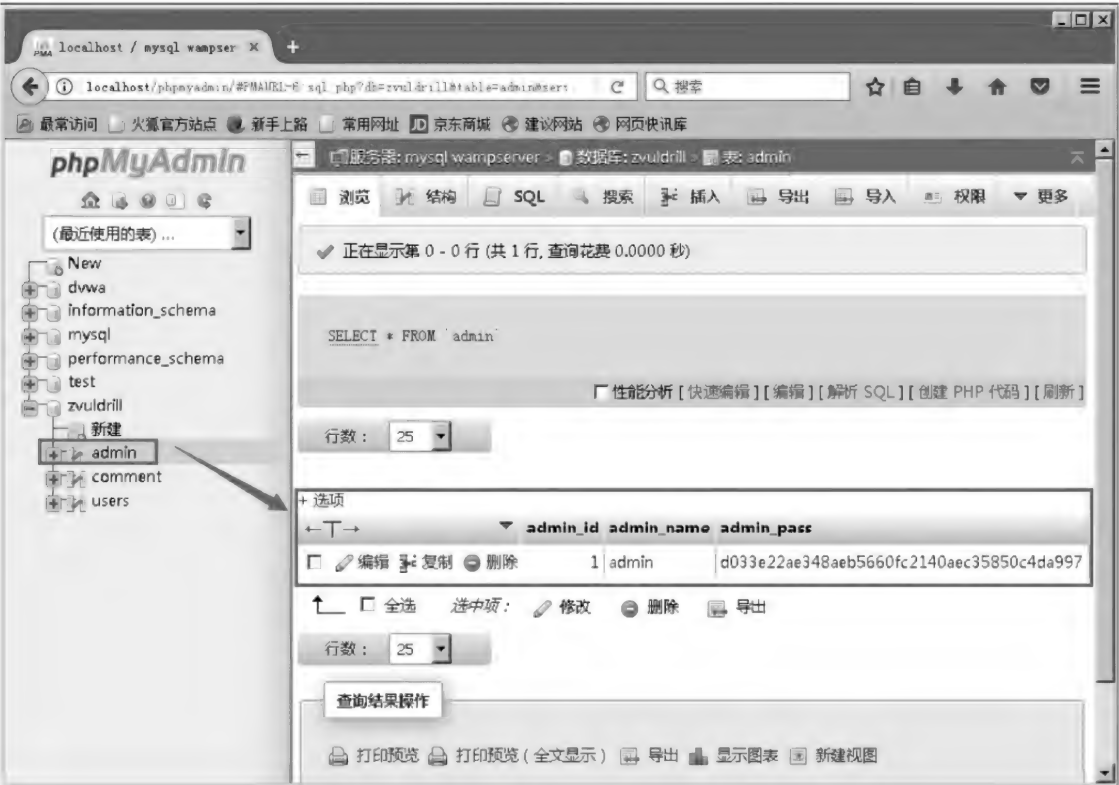 localhost / mysql wampser
localhost/phpmyadmin/#PMAURL-6 sql.php?db=zvuldrill&table=admin&ser
搜索
最常访问 火狐官方站点 新手上路 常用网址 JD 京东商城 建议网站 网页快讯库
phpMyAdmin
(最近使用的表) ...
New
dvwa
information_schema
mysql
performance_schema
test
zvuldrill
新建
admin
comment
users
服务器: mysql wampserver » 数据库: zvuldrill » 表: admin
浏览 结构 SQL 搜索 插入 导出 导入 权限 更多
正在显示第 0 - 0 行 (共 1 行, 查询花费 0.0000 秒)
SELECT * FROM `admin`
性能分析 [ 快速编辑 ] [ 编辑 ] [ 解析 SQL ] [ 创建 PHP 代码 ] [ 刷新 ]
行数: 25
+ 选项
←T→ admin_id admin_name admin_pass
编辑 复制 删除 1 admin d033e22ae348aeb5660fc2140aec35850c4da997
全选 选中项: 修改 删除 导出
行数: 25
查询结果操作
打印预览 打印预览 (全文显示) 导出 显示图表 新建视图